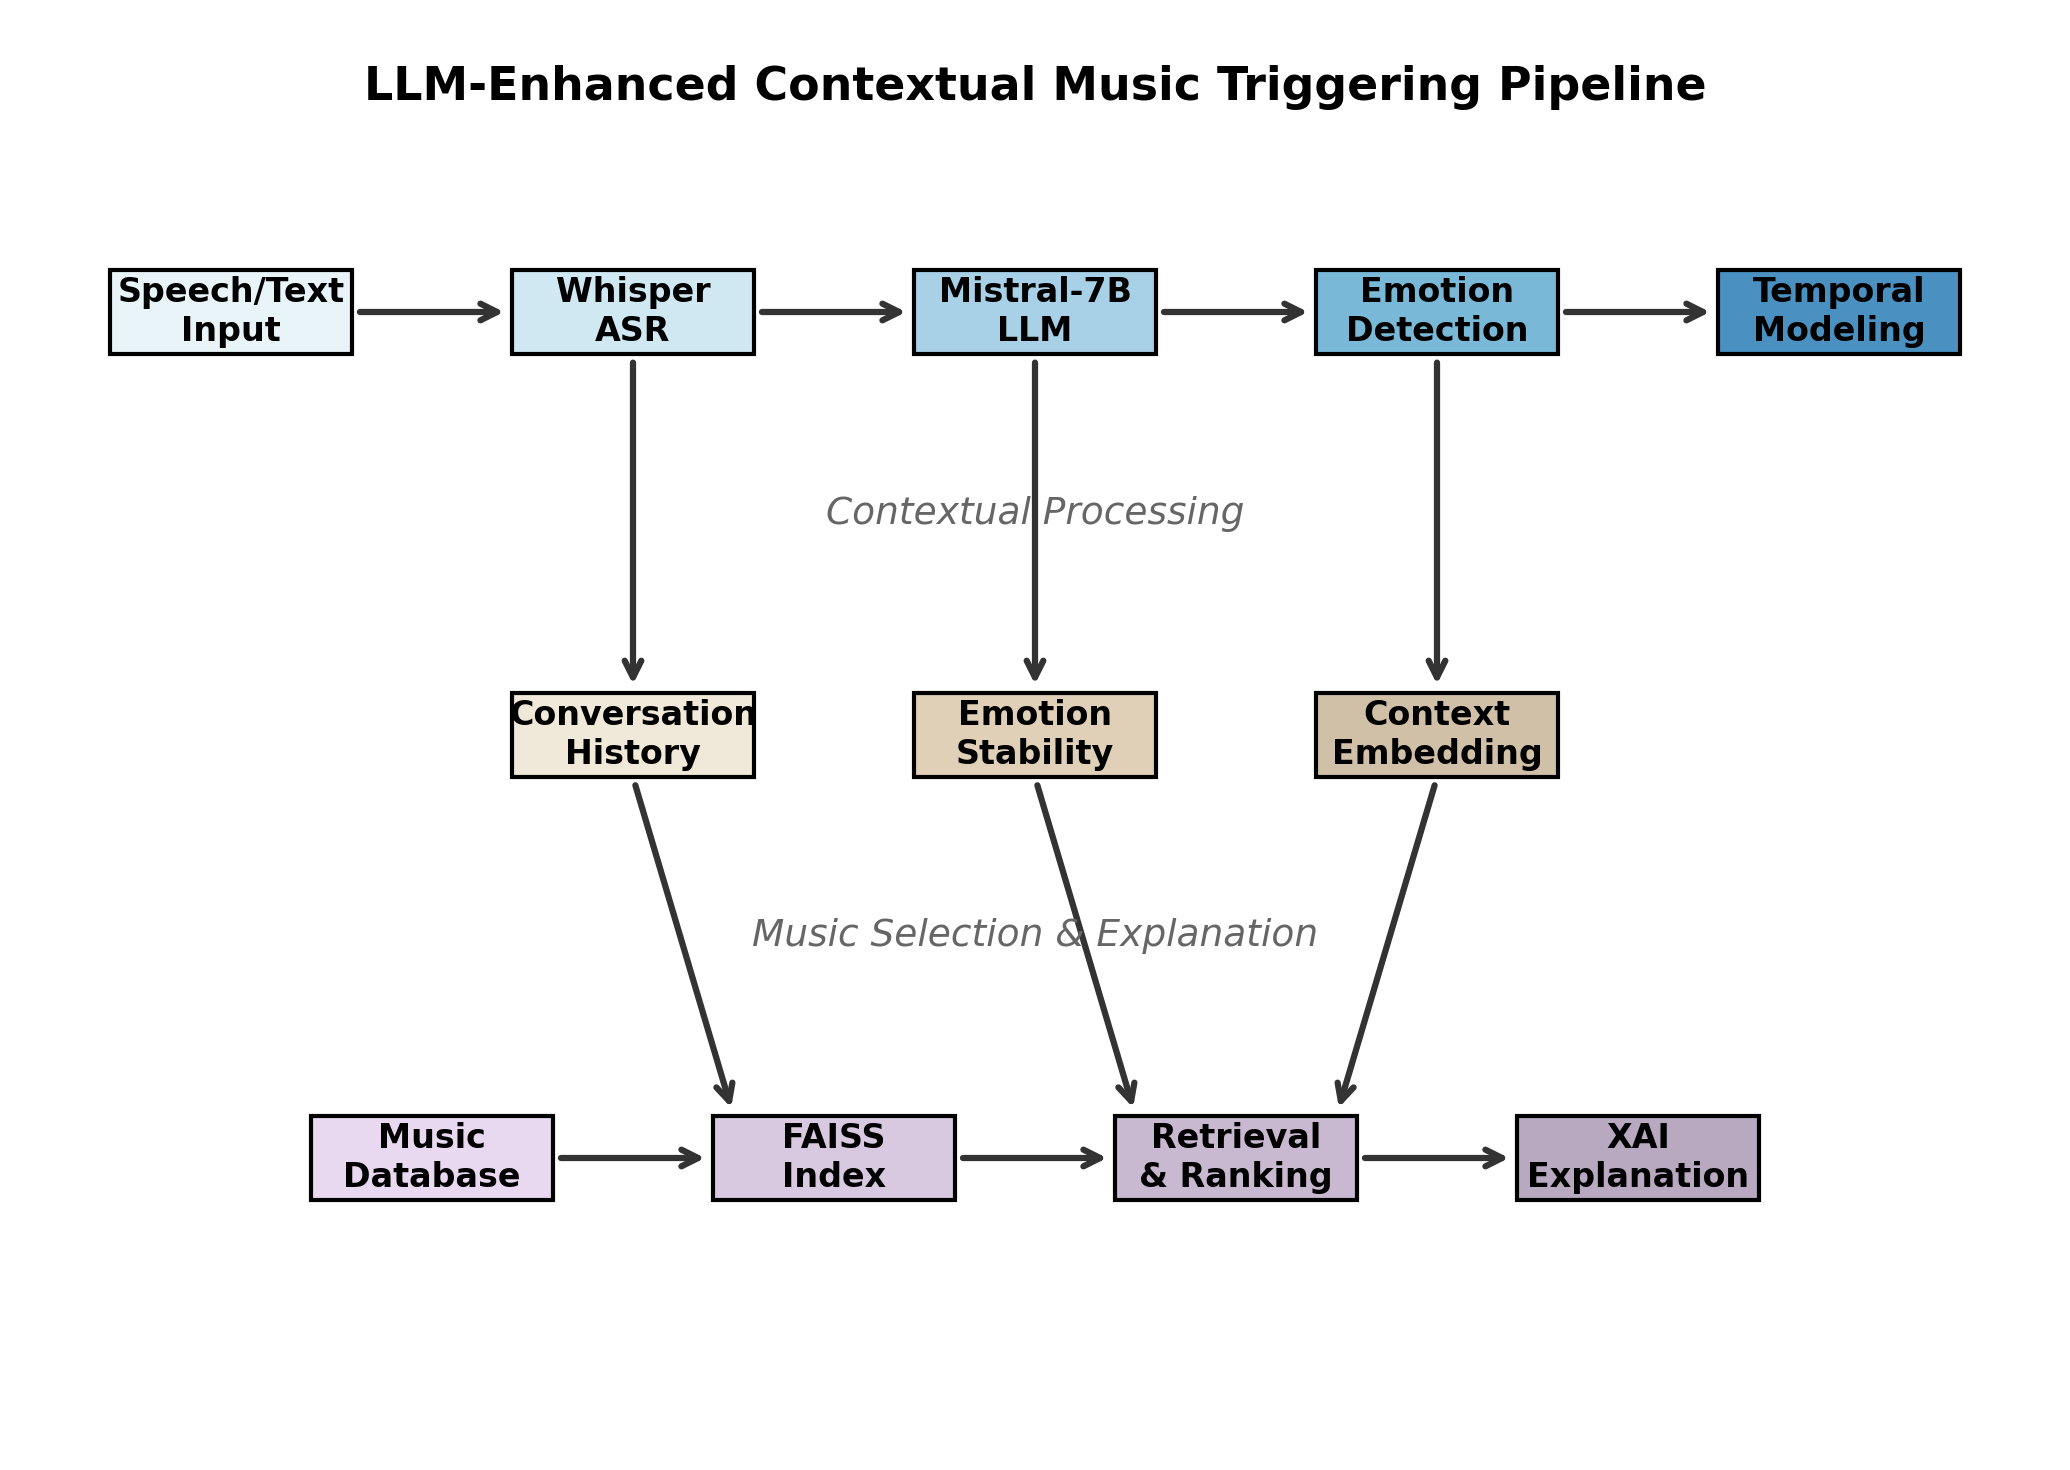 LLM-Enhanced Contextual Music Triggering Pipeline
Speech/Text
Input
Whisper
ASR
Mistral-7B
LLM
Emotion
Detection
Temporal
Modeling
Contextual Processing
Conversation
History
Emotion
Stability
Context
Embedding
Music Selection & Explanation
Music
Database
FAISS
Index
Retrieval
& Ranking
XAI
Explanation